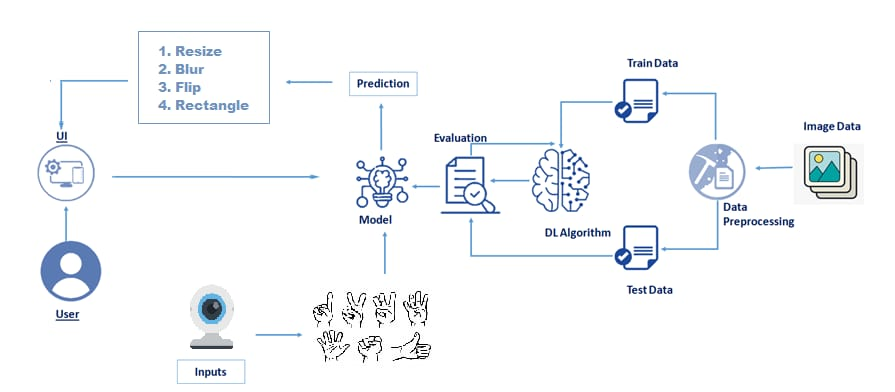 1. Resize
2. Blur
3. Flip
4. Rectangle
Prediction
Train Data
Image Data
UI
Evaluation
Model
DL Algorithm
Data
Preprocessing
User
Test Data
Inputs